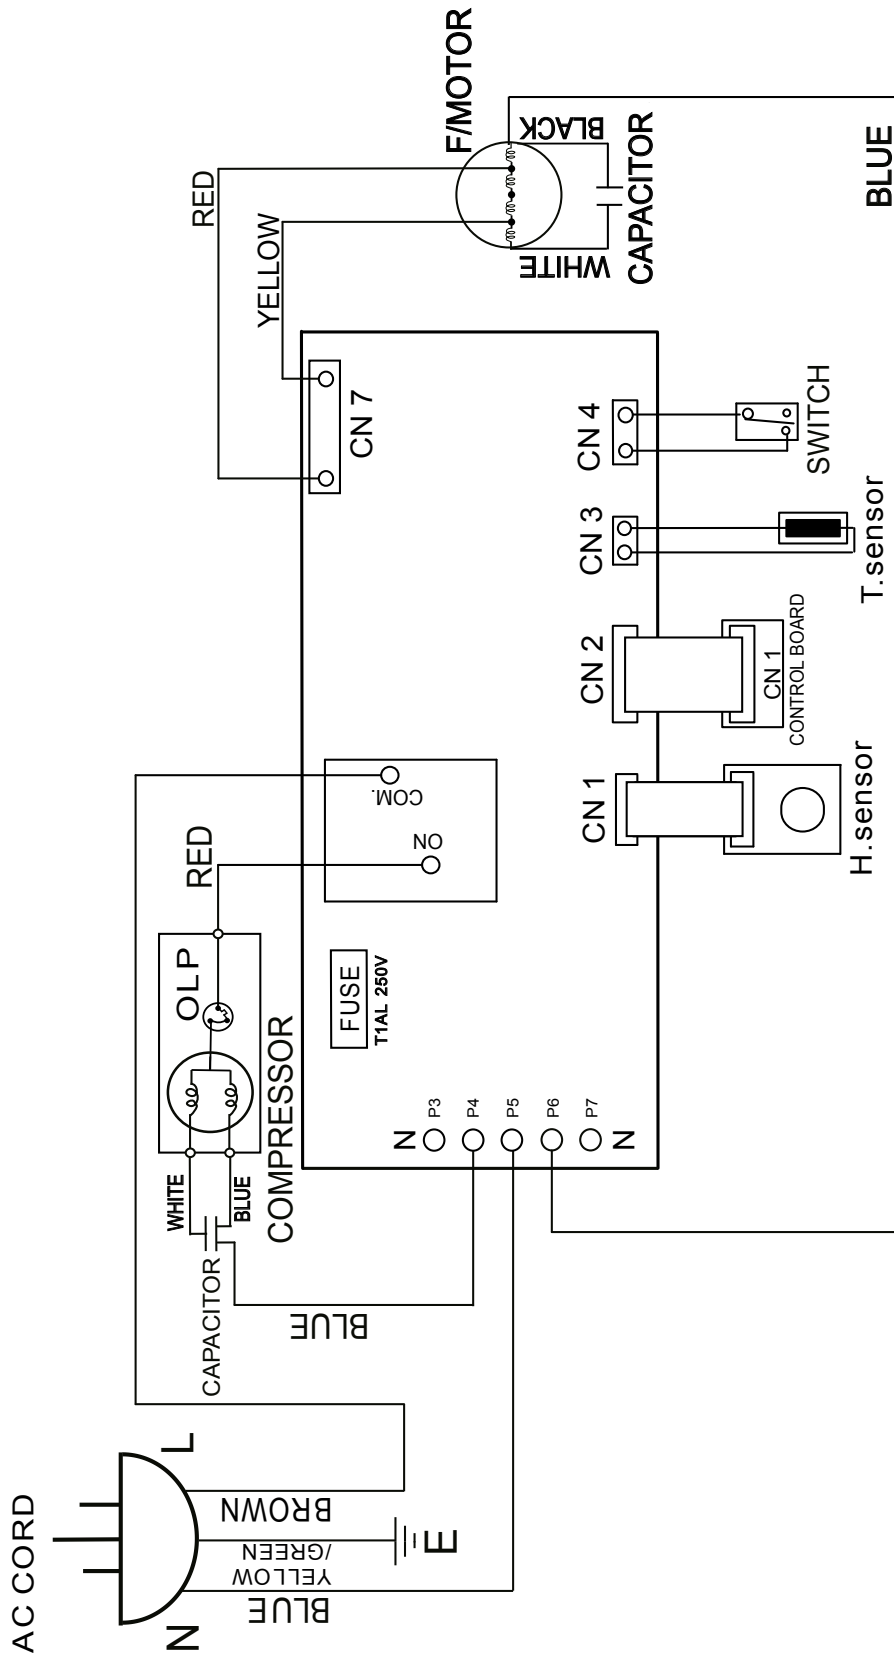 AC CORD
N
L
BLUE
YELLOW
/GREEN
BROWN
E
CAPACITOR
WHITE
BLUE
BLUE
COMPRESSOR
OLP
RED
FUSE
T1AL 250V
N
P3
P4
P5
P6
P7
N
NO
COM.
CN 7
YELLOW
RED
F/MOTOR
WHITE
BLACK
CAPACITOR
CN 1
CN 2
CN 3
CN 4
H.sensor
CN 1
CONTROL BOARD
T.sensor
SWITCH
BLUE